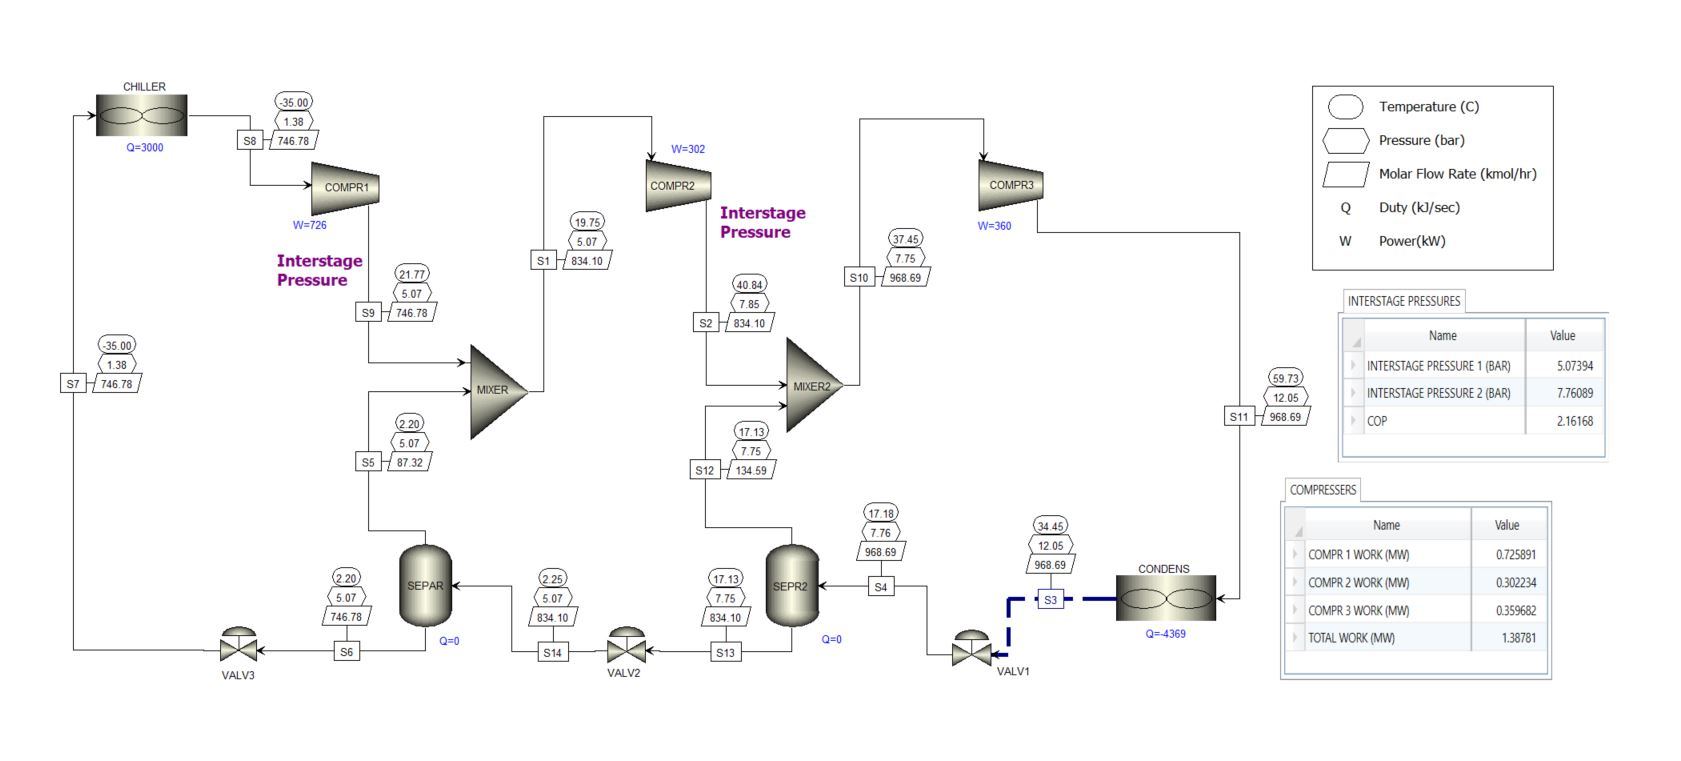 CHILLER
Q=3000
-35.00
1.38
S8
746.78
COMPR1
W=726
Interstage
Pressure
21.77
5.07
S9
746.78
S7
-35.00
1.38
746.78
MIXER
2.20
5.07
S5
87.32
19.75
5.07
S1
834.10
W=302
COMPR2
Interstage
Pressure
40.84
7.85
S2
834.10
MIXER2
17.13
7.75
S12
134.59
37.45
7.75
S10
968.69
COMPR3
W=360
59.73
12.05
S11
968.69
CONDENS
Q=-4369
34.45
12.05
968.69
S3
VALV1
17.18
7.76
968.69
S4
SEPR2
Q=0
17.13
7.75
834.10
S13
VALV2
2.25
5.07
834.10
S14
SEPAR
Q=0
2.20
5.07
746.78
S6
VALV3
Temperature (C)
Pressure (bar)
Molar Flow Rate (kmol/hr)
Q Duty (kJ/sec)
W Power(kW)
INTERSTAGE PRESSURES
Name Value
INTERSTAGE PRESSURE 1 (BAR) 5.07394
INTERSTAGE PRESSURE 2 (BAR) 7.76089
COP 2.16168
COMPRESSERS
Name Value
COMPR 1 WORK (MW) 0.725891
COMPR 2 WORK (MW) 0.302234
COMPR 3 WORK (MW) 0.359682
TOTAL WORK (MW) 1.38781